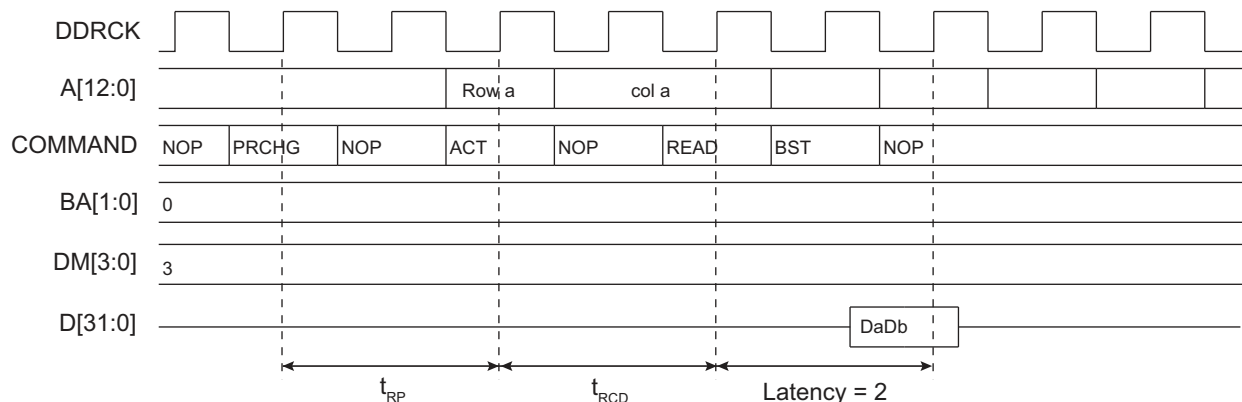 DDRCK
A[12:0] Row a col a
COMMAND NOP PRCHG NOP ACT NOP READ BST NOP
BA[1:0] 0
DM[3:0] 3
D[31:0] DaDb
tRP tRCD Latency = 2